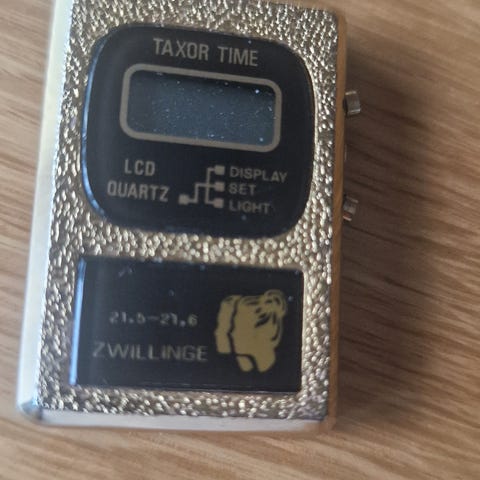 TAXOR TIME
LCD
QUARTZ
DISPLAY
SET
LIGHT
21.5-21.6
ZWILLINGE